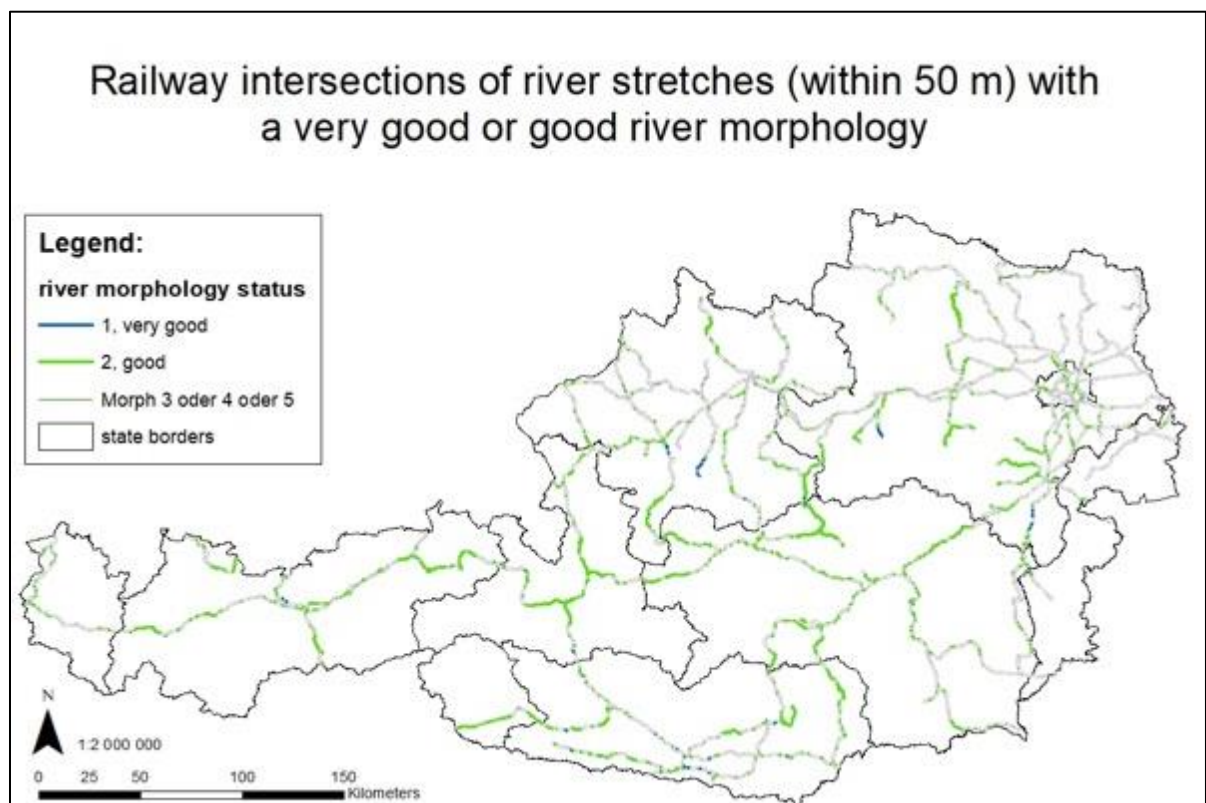 Railway intersections of river stretches (within 50 m) with
a very good or good river morphology
Legend:
river morphology status
1, very good
2, good
Morph 3 oder 4 oder 5
state borders
N
1:2 000 000
0 25 50 100 150
Kilometers